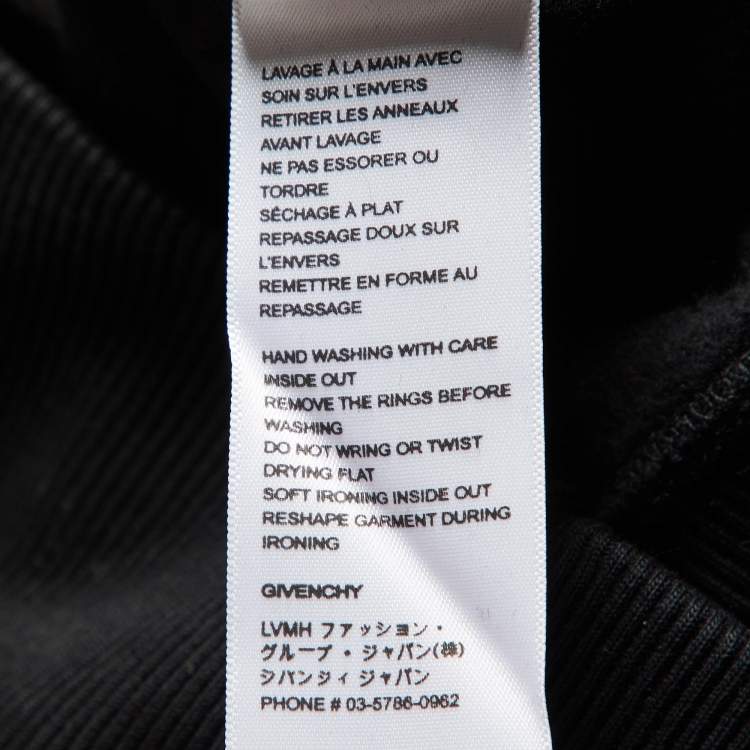 LAVAGE À LA MAIN AVEC
SOIN SUR L'ENVERS
RETIRER LES ANNEAUX
AVANT LAVAGE
NE PAS ESSORER OU
TORDRE
SÉCHAGE À PLAT
REPASSAGE DOUX SUR
L'ENVERS
REMETTRE EN FORME AU
REPASSAGE
HAND WASHING WITH CARE
INSIDE OUT
REMOVE THE RINGS BEFORE
WASHING
DO NOT WRING OR TWIST
DRYING FLAT
SOFT IRONING INSIDE OUT
RESHAPE GARMENT DURING
IRONING
GIVENCHY
LVMH ファッション・
グループ・ジャパン(株)
ジバンシィ ジャパン
PHONE # 03-5786-0962